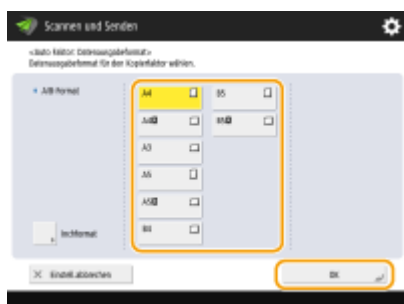 Scannen und Senden
<Auto Faktor: Datenausgabeformat>
Datenausgabeformat für den Kopierfaktor wählen.
A/B-Format
A4
B5
A4R
B5R
A3
A5
A5R
B4
Inchformat
Einstell.abbrechen
OK